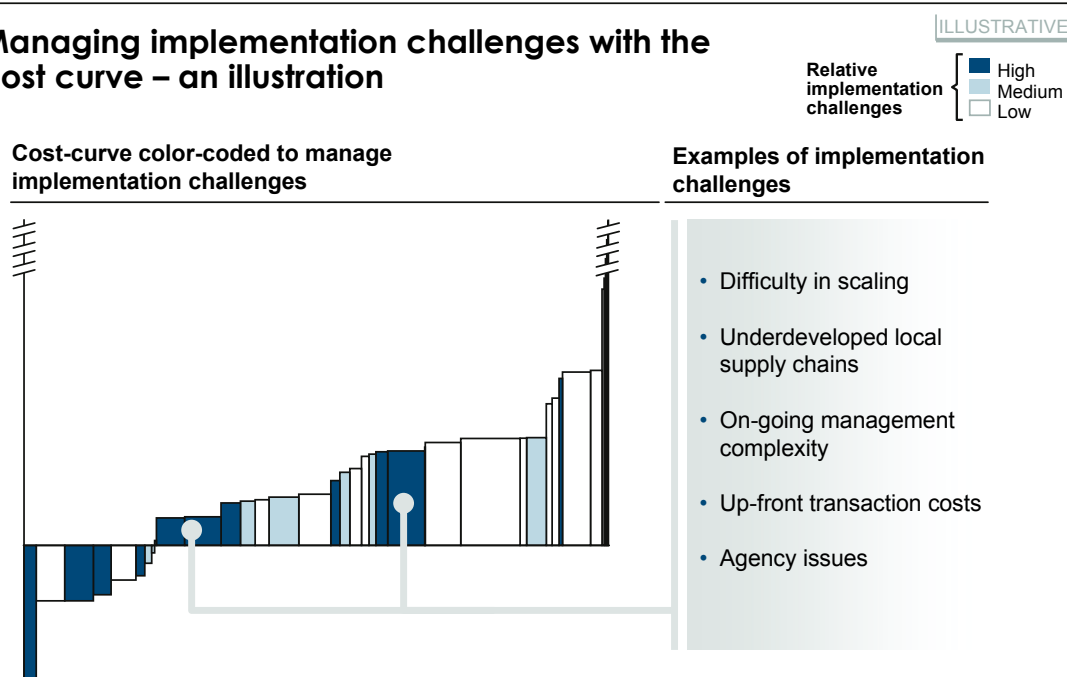 Managing implementation challenges with the
cost curve – an illustration
ILLUSTRATIVE
Relative
implementation
challenges
High
Medium
Low
Cost-curve color-coded to manage
implementation challenges
Examples of implementation
challenges
• Difficulty in scaling
• Underdeveloped local
supply chains
• On-going management
complexity
• Up-front transaction costs
• Agency issues